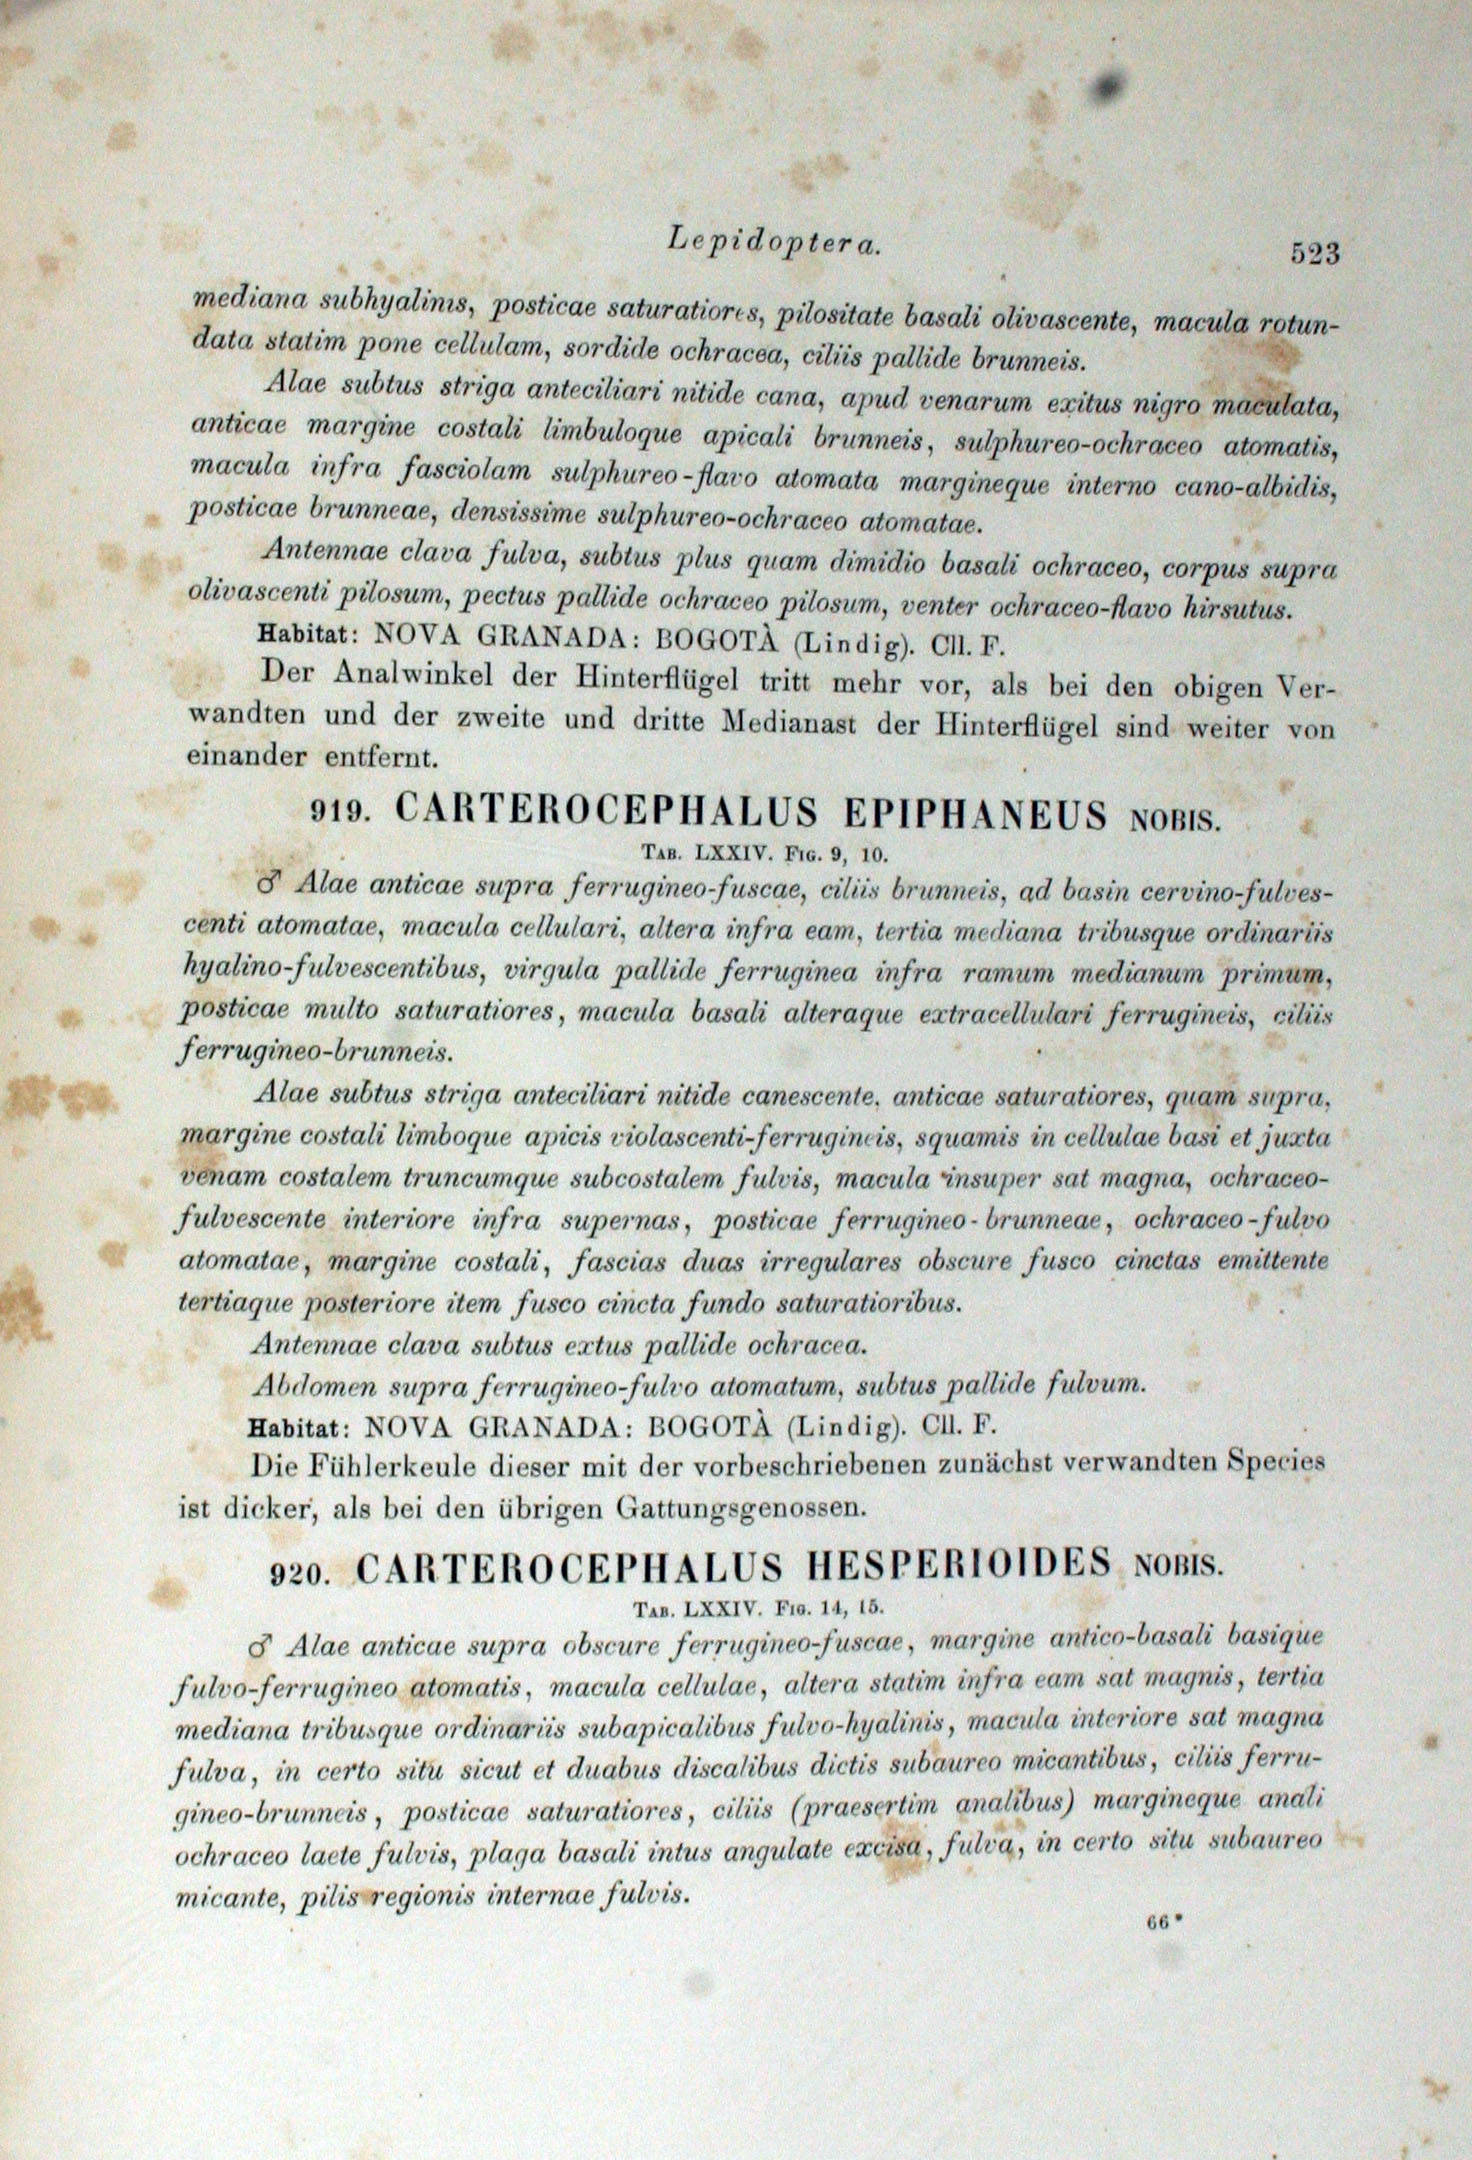 Lepidoptera.
523
mediana subhyalinis, posticae saturatiores, pilositate basali olivascente, macula rotun-
data statim pone cellulam, sordide ochracea, ciliis pallide brunneis.
Alae subtus striga anteciliari nitide cana, apud venarum exitus nigro maculata,
anticae margine costali limbuloque apicali brunneis, sulphureo-ochraceo atomatis,
macula infra fasciolam sulphureo-flavo atomata margineque interno cano-albidis,
posticae brunneae, densissime sulphureo-ochraceo atomatae.
Antennae clava fulva, subtus plus quam dimidio basali ochraceo, corpus supra
olivascenti pilosum, pectus pallide ochraceo pilosum, venter ochraceo-flavo hirsutus.
Habitat: NOVA GRANADA: BOGOTÀ (Lindig). Cll. F.
Der Analwinkel der Hinterflügel tritt mehr vor, als bei den obigen Ver-
wandten und der zweite und dritte Medianast der Hinterflügel sind weiter von
einander entfernt.
919. CARTEROCEPHALUS EPIPHANEUS NOBIS.
TAB. LXXIV. FIG. 9, 10.
♂ Alae anticae supra ferrugineo-fuscae, ciliis brunneis, ad basin cervino-fulves-
centi atomatae, macula cellulari, altera infra eam, tertia mediana tribusque ordinariis
hyalino-fulvescentibus, virgula pallide ferruginea infra ramum medianum primum,
posticae multo saturatiores, macula basali alteraque extracellulari ferrugineis, ciliis
ferrugineo-brunneis.
Alae subtus striga anteciliari nitide canescente, anticae saturatiores, quam supra,
margine costali limboque apicis violascenti-ferrugineis, squamis in cellulae basi et juxta
venam costalem truncumque subcostalem fulvis, macula insuper sat magna, ochraceo-
fulvescente interiore infra supernas, posticae ferrugineo-brunneae, ochraceo-fulvo
atomatae, margine costali, fascias duas irregulares obscure fusco cinctas emittente
tertiaque posteriore item fusco cincta fundo saturatioribus.
Antennae clava subtus extus pallide ochracea.
Abdomen supra ferrugineo-fulvo atomatum, subtus pallide fulvum.
Habitat: NOVA GRANADA: BOGOTÀ (Lindig). Cll. F.
Die Fühlerkeule dieser mit der vorbeschriebenen zunächst verwandten Species
ist dicker, als bei den übrigen Gattungsgenossen.
920. CARTEROCEPHALUS HESPERIOIDES NOBIS.
TAB. LXXIV. FIG. 14, 15.
♂ Alae anticae supra obscure ferrugineo-fuscae, margine antico-basali basique
fulvo-ferrugineo atomatis, macula cellulae, altera statim infra eam sat magnis, tertia
mediana tribusque ordinariis subapicalibus fulvo-hyalinis, macula interiore sat magna
fulva, in certo situ sicut et duabus discalibus dictis subaureo micantibus, ciliis ferru-
gineo-brunneis, posticae saturatiores, ciliis (praesertim analibus) margineque anali
ochraceo laete fulvis, plaga basali intus angulate excisa, fulva, in certo situ subaureo
micante, pilis regionis internae fulvis.
66*